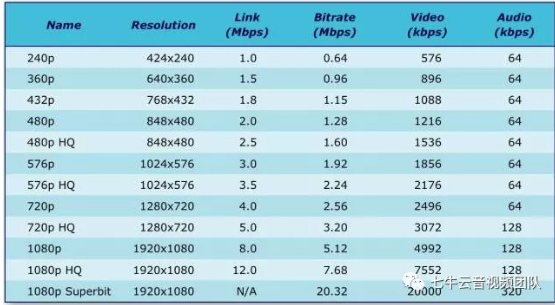 Name Resolution Link (Mbps) Bitrate (Mbps) Video (kbps) Audio (kbps)
240p 424x240 1.0 0.64 576 64
360p 640x360 1.5 0.96 896 64
432p 768x432 1.8 1.15 1088 64
480p 848x480 2.0 1.28 1216 64
480p HQ 848x480 2.5 1.60 1536 64
576p 1024x576 3.0 1.92 1856 64
576p HQ 1024x576 3.5 2.24 2176 64
720p 1280x720 4.0 2.56 2496 64
720p HQ 1280x720 5.0 3.20 3072 128
1080p 1920x1080 8.0 5.12 4992 128
1080p HQ 1920x1080 12.0 7.68 7552 128
1080p Superbit 1920x1080 N/A 20.32 20000 320
七牛云音视频团队